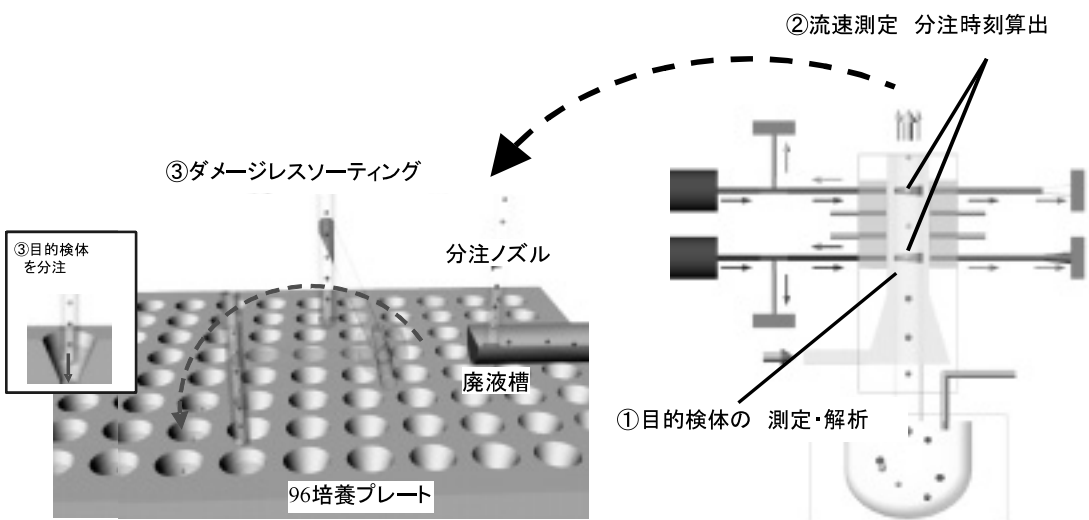 ②流速測定 分注時刻算出
③ダメージレスソーティング
③目的検体
を分注
分注ノズル
廃液槽
①目的検体の 測定・解析
96培養プレート